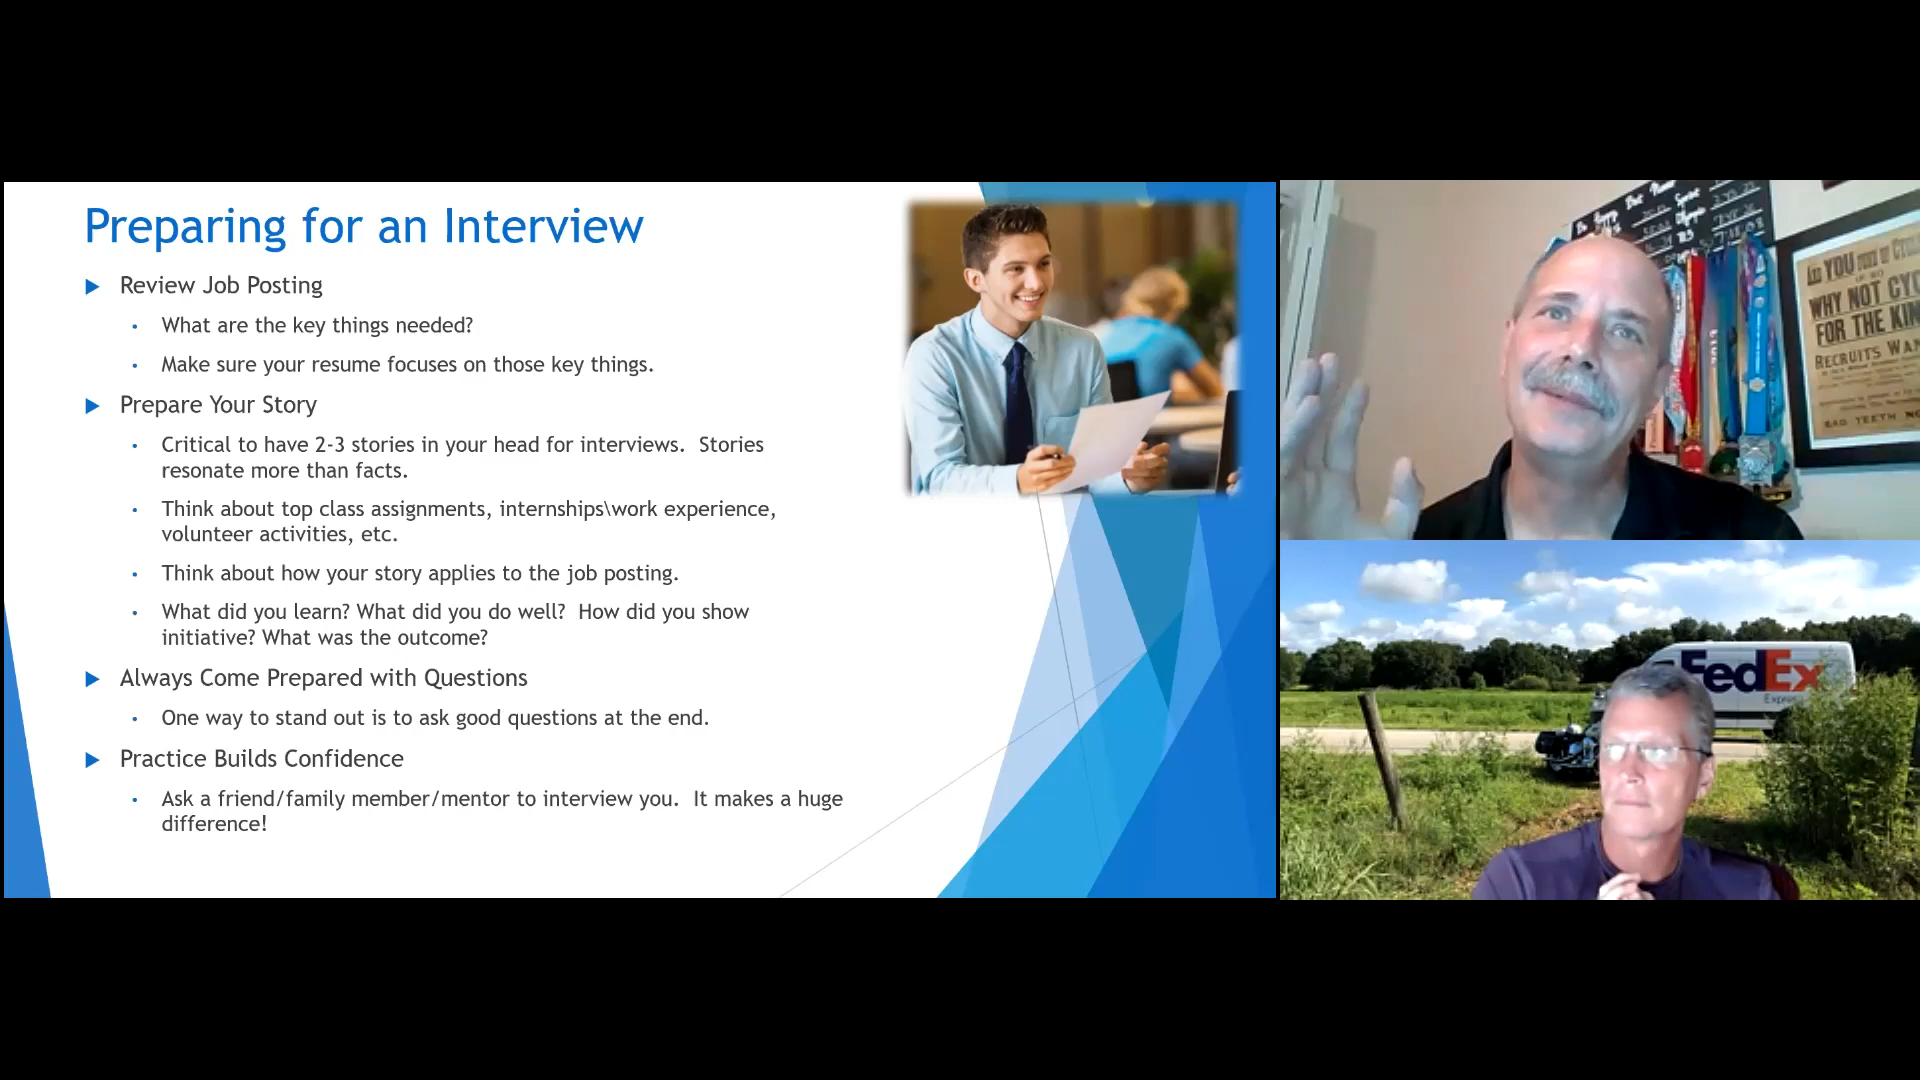 Preparing for an Interview
Review Job Posting
What are the key things needed?
Make sure your resume focuses on those key things.
Prepare Your Story
Critical to have 2-3 stories in your head for interviews.  Stories
resonate more than facts.
Think about top class assignments, internships\work experience,
volunteer activities, etc.
Think about how your story applies to the job posting.
What did you learn? What did you do well?  How did you show
initiative? What was the outcome?
Always Come Prepared with Questions
One way to stand out is to ask good questions at the end.
Practice Builds Confidence
Ask a friend/family member/mentor to interview you.  It makes a huge
difference!
YOU
WHY NOT
FOR THE
RECRUITS
BAD TEETH
FedEx